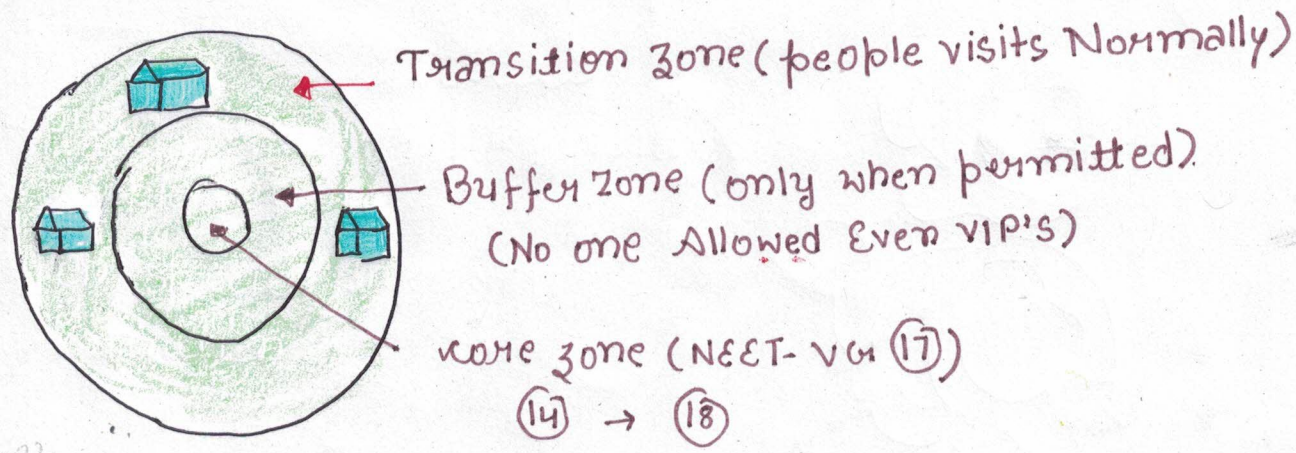 Transition zone (people visits Normally)
Buffer zone (only when permitted)
(No one Allowed Even VIP's)
core zone (NEET- UG 17)
14 → 18